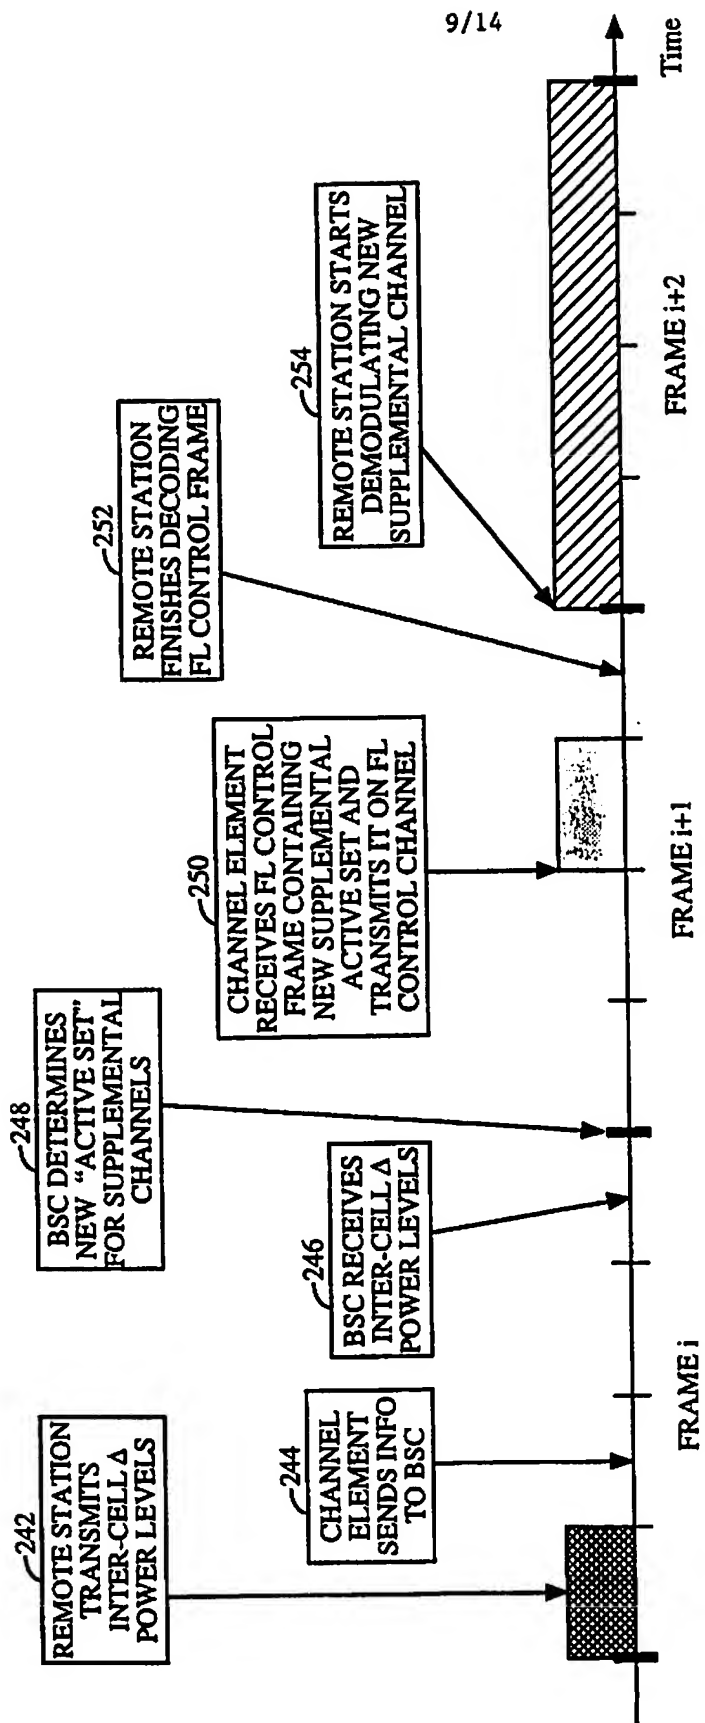 9/14
242
REMOTE STATION
TRANSMITS
INTER-CELL Δ
POWER LEVELS
244
CHANNEL
ELEMENT
SENDS INFO
TO BSC
246
BSC RECEIVES
INTER-CELL Δ
POWER LEVELS
248
BSC DETERMINES
NEW “ACTIVE SET”
FOR SUPPLEMENTAL
CHANNELS
250
CHANNEL ELEMENT
RECEIVES FL CONTROL
FRAME CONTAINING
NEW SUPPLEMENTAL
ACTIVE SET AND
TRANSMITS IT ON FL
CONTROL CHANNEL
252
REMOTE STATION
FINISHES DECODING
FL CONTROL FRAME
254
REMOTE STATION STARTS
DEMODULATING NEW
SUPPLEMENTAL CHANNEL
FRAME i
FRAME i+1
FRAME i+2
Time